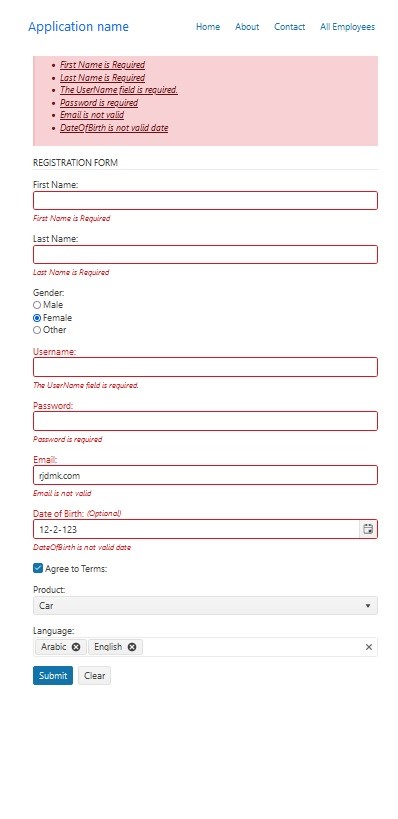 Application name Home About Contact All Employees
First Name is Required
Last Name is Required
The UserName field is required.
Password is required
Email is not valid
DateOfBirth is not valid date
REGISTRATION FORM
First Name:
First Name is Required
Last Name:
Last Name is Required
Gender:
Male
Female
Other
Username:
The UserName field is required.
Password:
Password is required
Email:
rjdmk.com
Email is not valid
Date of Birth: (Optional)
12-2-123
DateOfBirth is not valid date
Agree to Terms:
Product:
Car
Language:
Arabic English
Submit Clear